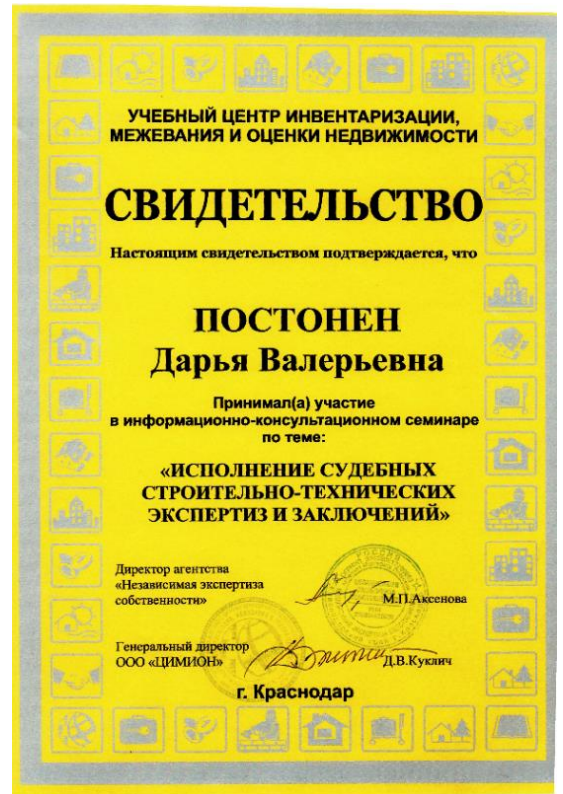 УЧЕБНЫЙ ЦЕНТР ИНВЕНТАРИЗАЦИИ,
МЕЖЕВАНИЯ И ОЦЕНКИ НЕДВИЖИМОСТИ
СВИДЕТЕЛЬСТВО
Настоящим свидетельством подтверждается, что
ПОСТОНЕН
Дарья Валерьевна
Принимал(а) участие
в информационно-консультационном семинаре
по теме:
«ИСПОЛНЕНИЕ СУДЕБНЫХ
СТРОИТЕЛЬНО-ТЕХНИЧЕСКИХ
ЭКСПЕРТИЗ И ЗАКЛЮЧЕНИЙ»
Директор агентства
«Независимая экспертиза
собственности» М.П.Аксенова
Генеральный директор
ООО «ЦИМИОН» Д.В.Куклич
г. Краснодар